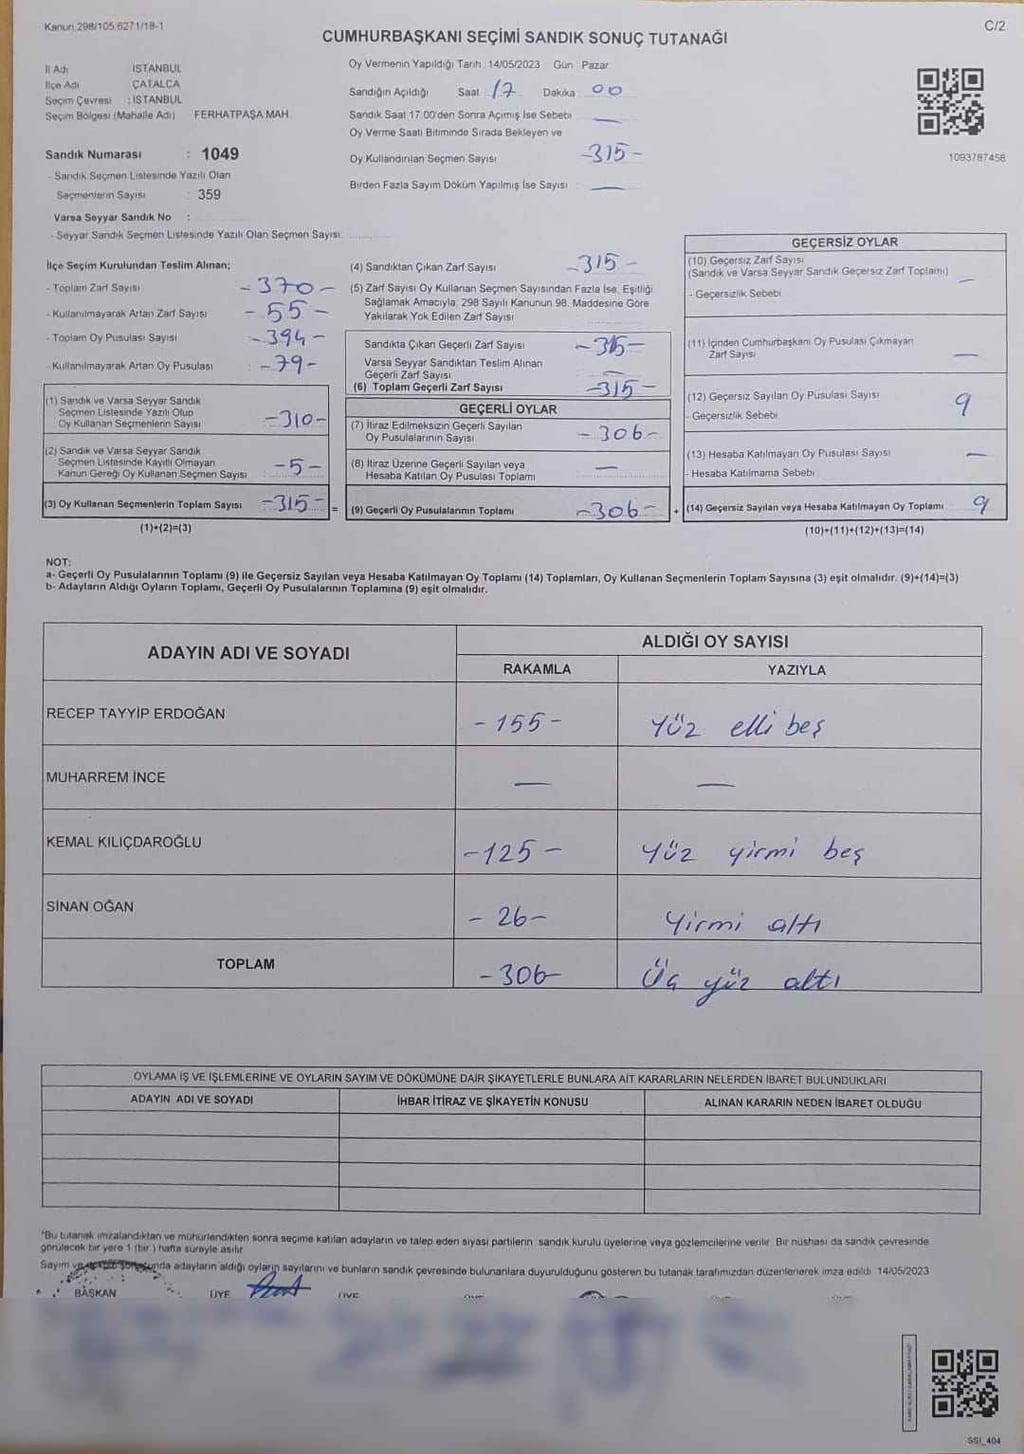 Kanun 298/105,6271/18-1
C/2
CUMHURBAŞKANI SEÇİMİ SANDIK SONUÇ TUTANAĞI
İl Adı İSTANBUL
İlçe Adı ÇATALCA
Seçim Çevresi : İSTANBUL
Seçim Bölgesi (Mahalle Adı) FERHATPAŞA MAH.
Sandık Numarası : 1049
- Sandık Seçmen Listesinde Yazılı Olan
Seçmenlerin Sayısı : 359
Varsa Seyyar Sandık No :
- Seyyar Sandık Seçmen Listesinde Yazılı Olan Seçmen Sayısı
Oy Vermenin Yapıldığı Tarih : 14/05/2023 Gün Pazar
Sandığın Açıldığı Saat 17 Dakika 00
Sandık Saat 17.00'den Sonra Açımış İse Sebebi —
Oy Verme Saati Bitiminde Sırada Bekleyen ve
Oy Kullandırılan Seçmen Sayısı -315-
Birden Fazla Sayım Döküm Yapılmış İse Sayısı —
1093787456
İlçe Seçim Kurulundan Teslim Alınan;
- Toplam Zarf Sayısı - 370 -
- Kullanılmayarak Artan Zarf Sayısı - 55 -
- Toplam Oy Pusulası Sayısı - 394 -
- Kullanılmayarak Artan Oy Pusulası - 79 -
(1) Sandık ve Varsa Seyyar Sandık
Seçmen Listesinde Yazılı Olup
Oy Kullanan Seçmenlerin Sayısı -310-
(2) Sandık ve Varsa Seyyar Sandık
Seçmen Listesinde Kayıtlı Olmayan
Kanun Gereği Oy Kullanan Seçmen Sayısı -5-
(3) Oy Kullanan Seçmenlerin Toplam Sayısı -315- =
(1)+(2)=(3)
(4) Sandıktan Çıkan Zarf Sayısı -315-
(5) Zarf Sayısı Oy Kullanan Seçmen Sayısından Fazla İse, Eşitliği
Sağlamak Amacıyla; 298 Sayılı Kanunun 98. Maddesine Göre
Yakılarak Yok Edilen Zarf Sayısı
Sandıkta Çıkan Geçerli Zarf Sayısı -315-
Varsa Seyyar Sandıktan Teslim Alınan
Geçerli Zarf Sayısı —
(6) Toplam Geçerli Zarf Sayısı -315-
GEÇERLİ OYLAR
(7) İtiraz Edilmeksizin Geçerli Sayılan
Oy Pusulalarının Sayısı -306-
(8) İtiraz Üzerine Geçerli Sayılan veya
Hesaba Katılan Oy Pusulası Toplamı —
(9) Geçerli Oy Pusulalarının Toplamı -306- +
GEÇERSİZ OYLAR
(10) Geçersiz Zarf Sayısı
(Sandık ve Varsa Seyyar Sandık Geçersiz Zarf Toplamı) —
- Geçersizlik Sebebi
(11) İçinden Cumhurbaşkanı Oy Pusulası Çıkmayan
Zarf Sayısı —
(12) Geçersiz Sayılan Oy Pusulası Sayısı 9
- Geçersizlik Sebebi
(13) Hesaba Katılmayan Oy Pusulası Sayısı —
- Hesaba Katılmama Sebebi
(14) Geçersiz Sayılan veya Hesaba Katılmayan Oy Toplamı 9
(10)+(11)+(12)+(13)=(14)
NOT:
a- Geçerli Oy Pusulalarının Toplamı (9) ile Geçersiz Sayılan veya Hesaba Katılmayan Oy Toplamı (14) Toplamları, Oy Kullanan Seçmenlerin Toplam Sayısına (3) eşit olmalıdır. (9)+(14)=(3)
b- Adayların Aldığı Oyların Toplamı, Geçerli Oy Pusulalarının Toplamına (9) eşit olmalıdır.
ADAYIN ADI VE SOYADI
ALDIĞI OY SAYISI
RAKAMLA YAZIYLA
RECEP TAYYİP ERDOĞAN - 155 - Yüz elli beş
MUHARREM İNCE — —
KEMAL KILIÇDAROĞLU -125- Yüz yirmi beş
SİNAN OĞAN - 26- Yirmi altı
TOPLAM -306- Üç yüz altı
OYLAMA İŞ VE İŞLEMLERİNE VE OYLARIN SAYIM VE DÖKÜMÜNE DAİR ŞİKAYETLERLE BUNLARA AİT KARARLARIN NELERDEN İBARET BULUNDUKLARI
ADAYIN ADI VE SOYADI İHBAR İTİRAZ VE ŞİKAYETİN KONUSU ALINAN KARARIN NEDEN İBARET OLDUĞU
*Bu tutanak imzalandıktan ve mühürlendikten sonra seçime katılan adayların ve talep eden siyasi partilerin sandık kurulu üyelerine veya gözlemcilerine verilir. Bir nüshası da sandık çevresinde
görülecek bir yere 1 (bir) hafta süreyle asılır.
Sayım ve adayların aldığı oyların sayılarını ve bunların sandık çevresinde bulunanlara duyurulduğunu gösteren bu tutanak tarafımızdan düzenlenerek imza edildi. 14/05/2023
BAŞKAN ÜYE ÜYE
SSI_404